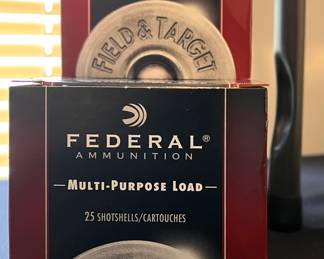 FIELD & TARGET
FEDERAL®
AMMUNITION
MULTI-PURPOSE LOAD
25 SHOTSHELLS/CARTOUCHES